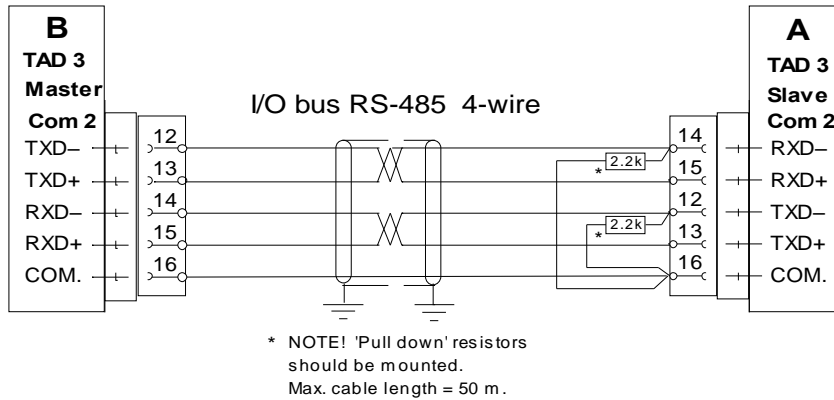 B
TAD 3
Master
Com 2
TXD–
TXD+
RXD–
RXD+
COM.
12
13
14
15
16
I/O bus RS-485 4-wire
2.2k
*
2.2k
*
14
15
12
13
16
A
TAD 3
Slave
Com 2
RXD–
RXD+
TXD–
TXD+
COM.
* NOTE! 'Pull down' resistors
should be mounted.
Max. cable length = 50 m.